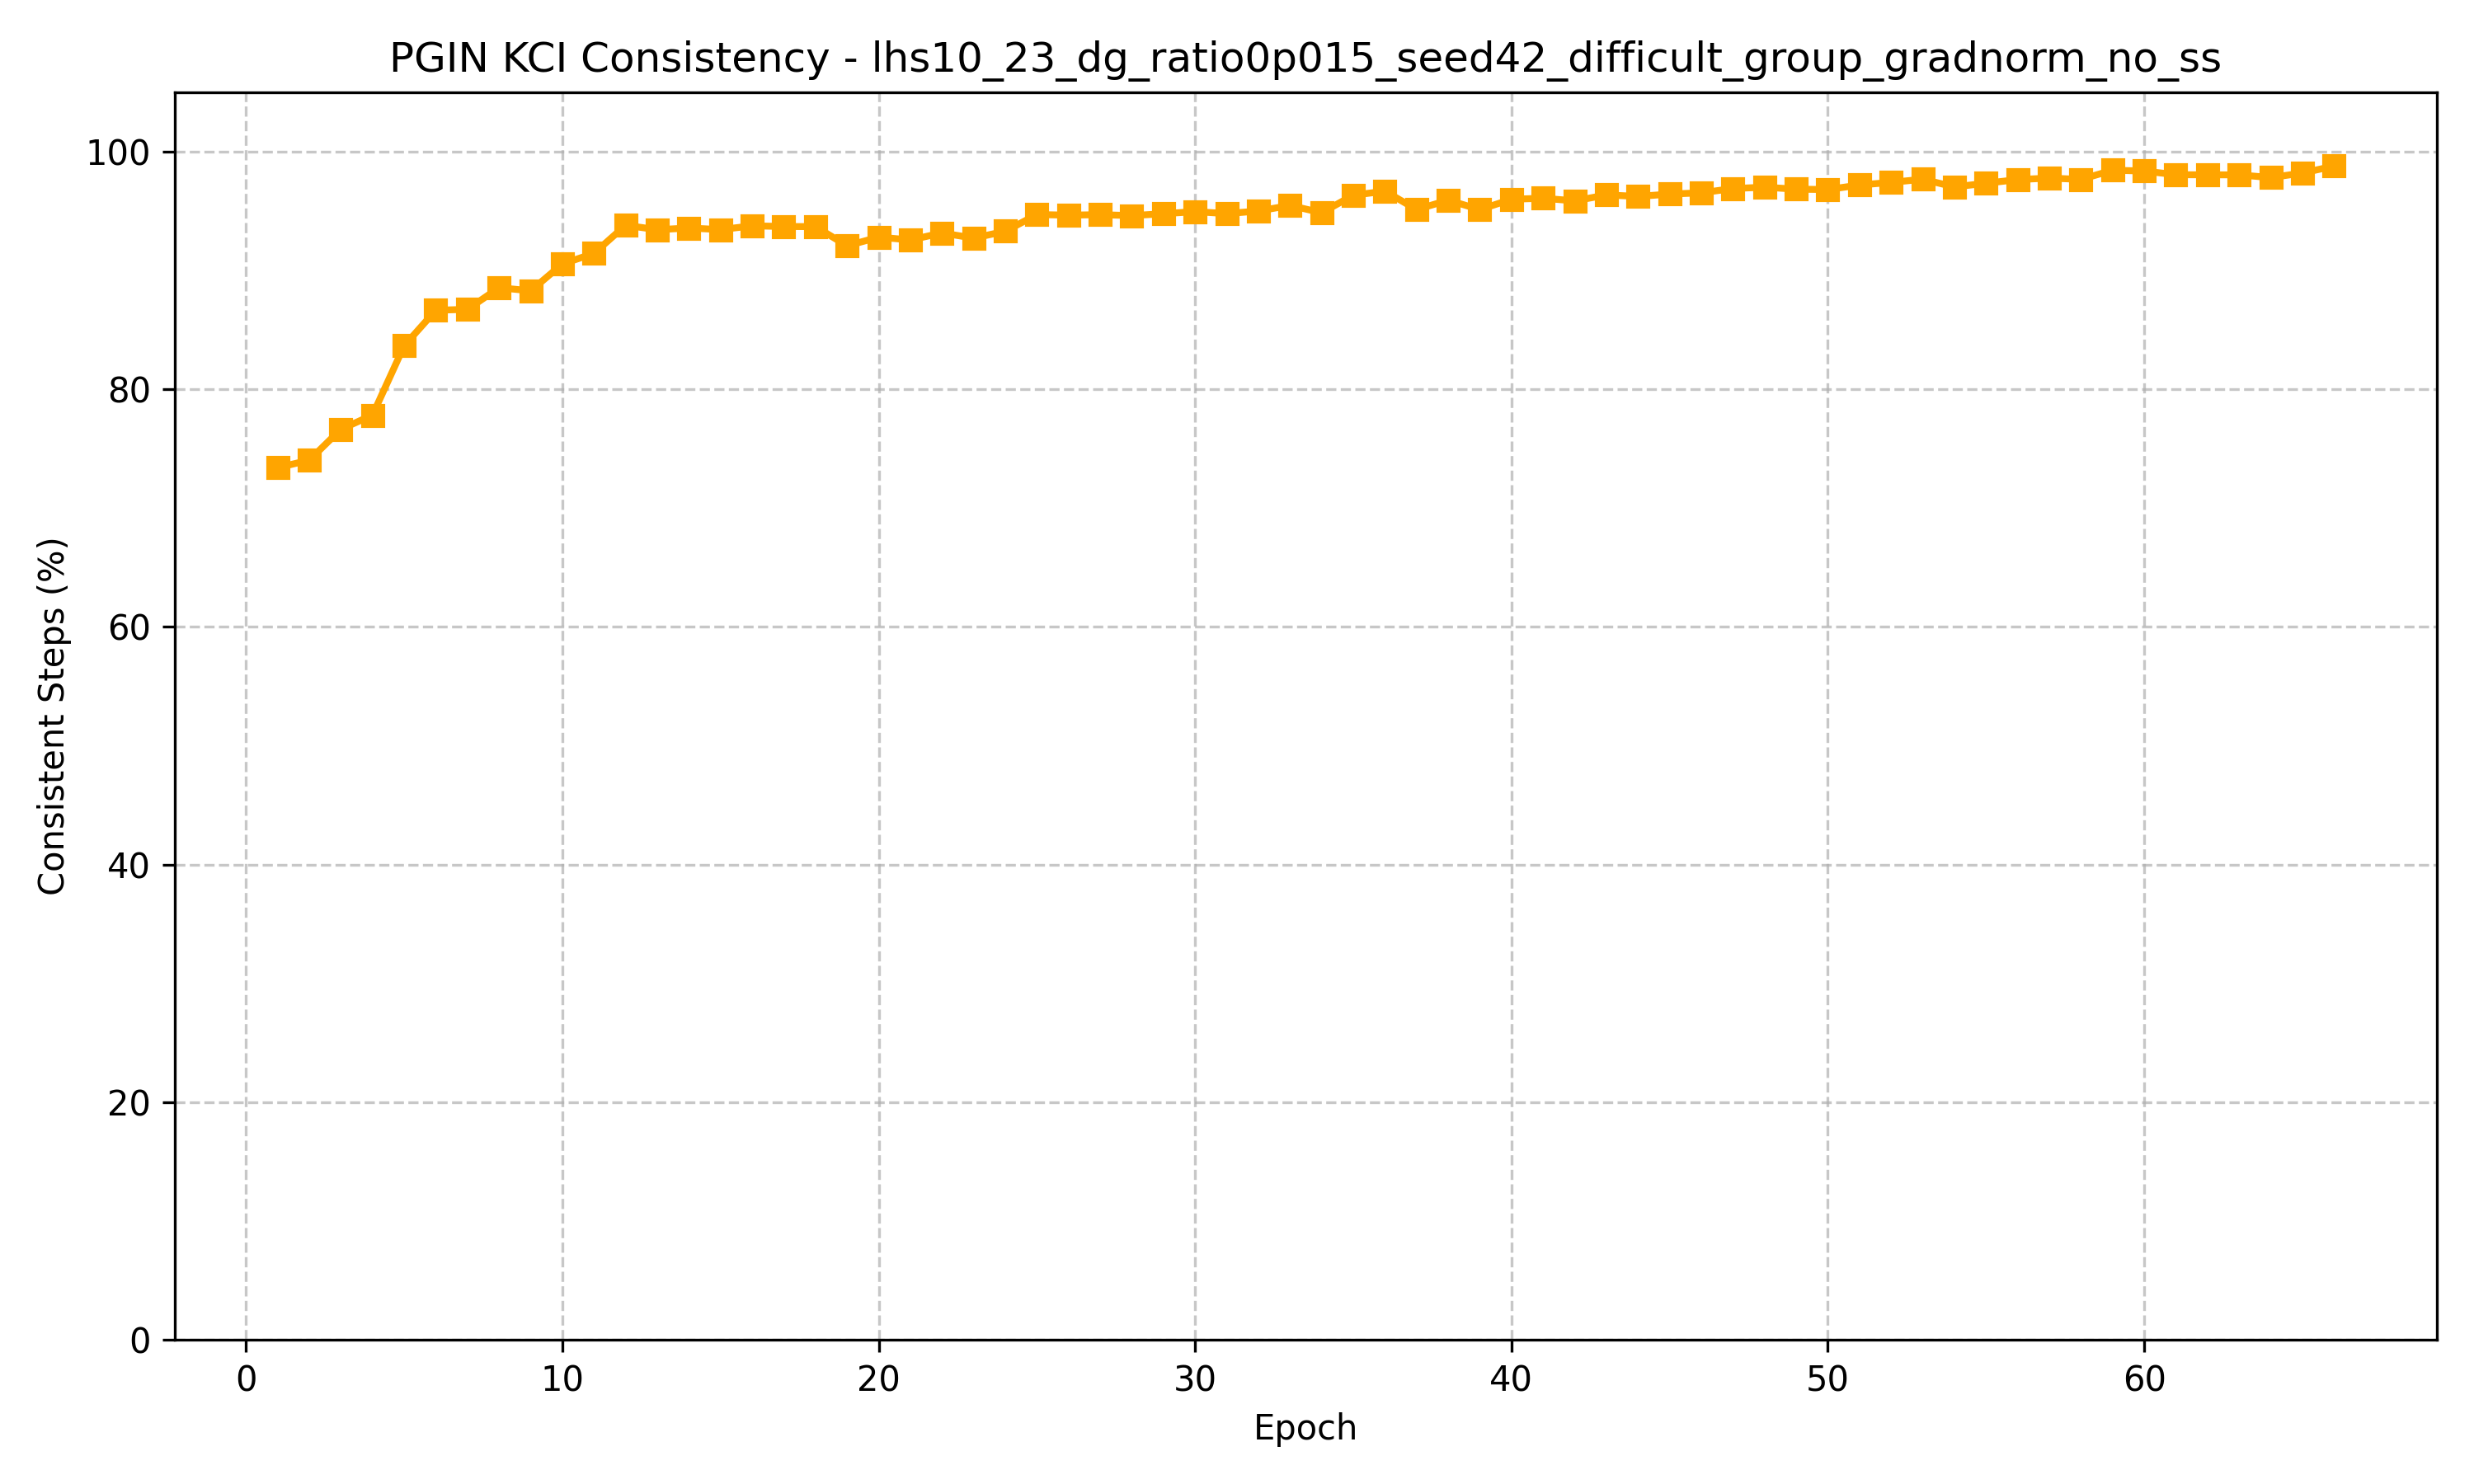 PGIN KCI Consistency - lhs10_23_dg_ratio0p015_seed42_difficult_group_gradnorm_no_ss
100
80
60
40
20
0
Consistent Steps (%)
0 10 20 30 40 50 60
Epoch